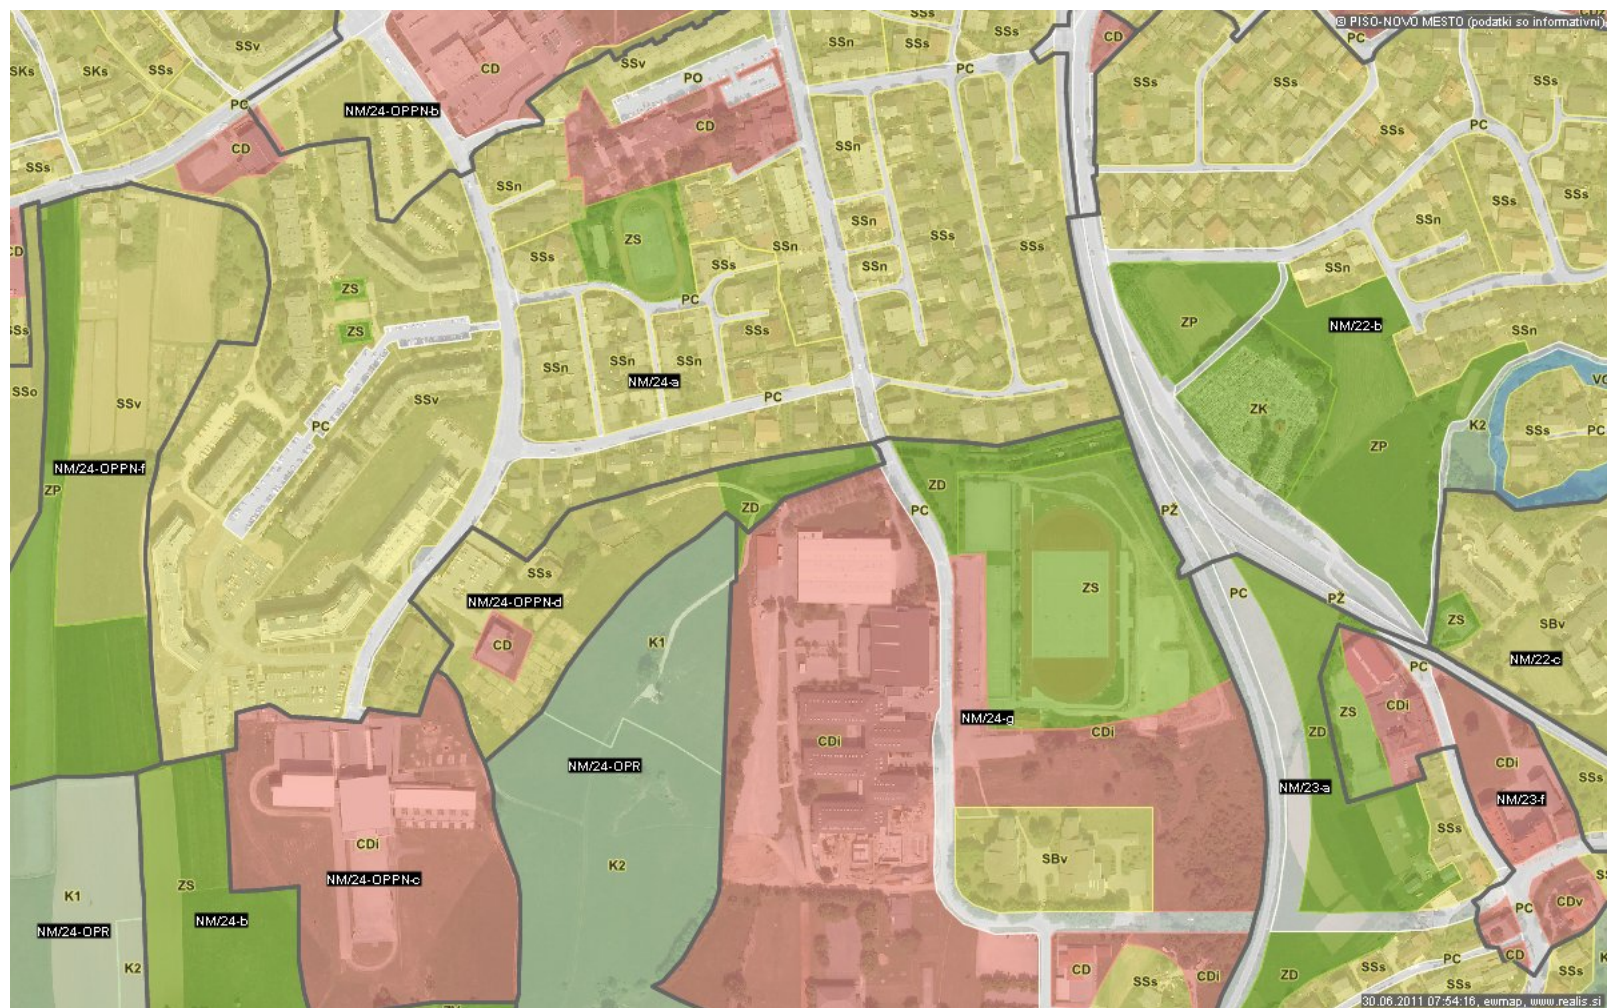 SSs
© PISO-NOVO MESTO (podatki so informativni)
SSv
SSn
SSs
SSs
CD
PC
SKs
SKs
SSs
CD
SSv
PO
PC
SSs
SSs
SSs
PC
NM/24-OPPN-b
CD
SSs
PC
CD
SSn
SSs
SSn
SSs
SSs
SSn
SSn
CD
ZS
SSn
SSs
SSs
SSs
SSs
SSn
SSn
SSn
ZS
PC
ZP
NM/22-b
SSn
SSs
ZS
SSs
SSn
SSn
SSn
NM/24-a
SSo
SSv
SSv
PC
ZK
PC
K2
SSs
PC
ZP
NM/24-OPPN-f
ZP
ZD
ZD
PC
PŽ
SSs
NM/24-OPPN-d
ZS
PC
PŽ
ZS
SBv
CD
K1
NM/22-c
PC
NM/24-g
ZS
CDi
CDi
ZD
CDi
NM/24-OPR
CDi
SSs
NM/23-a
NM/23-f
SSs
CDi
SBv
K2
NM/24-OPPN-c
ZS
K1
CDv
PC
NM/24-b
NM/24-OPR
K2
CD
SSs
CDi
ZD
SSs
PC
SSs
CD
SSs
30.06.2011 07:54:16, ewmap, www.realis.si